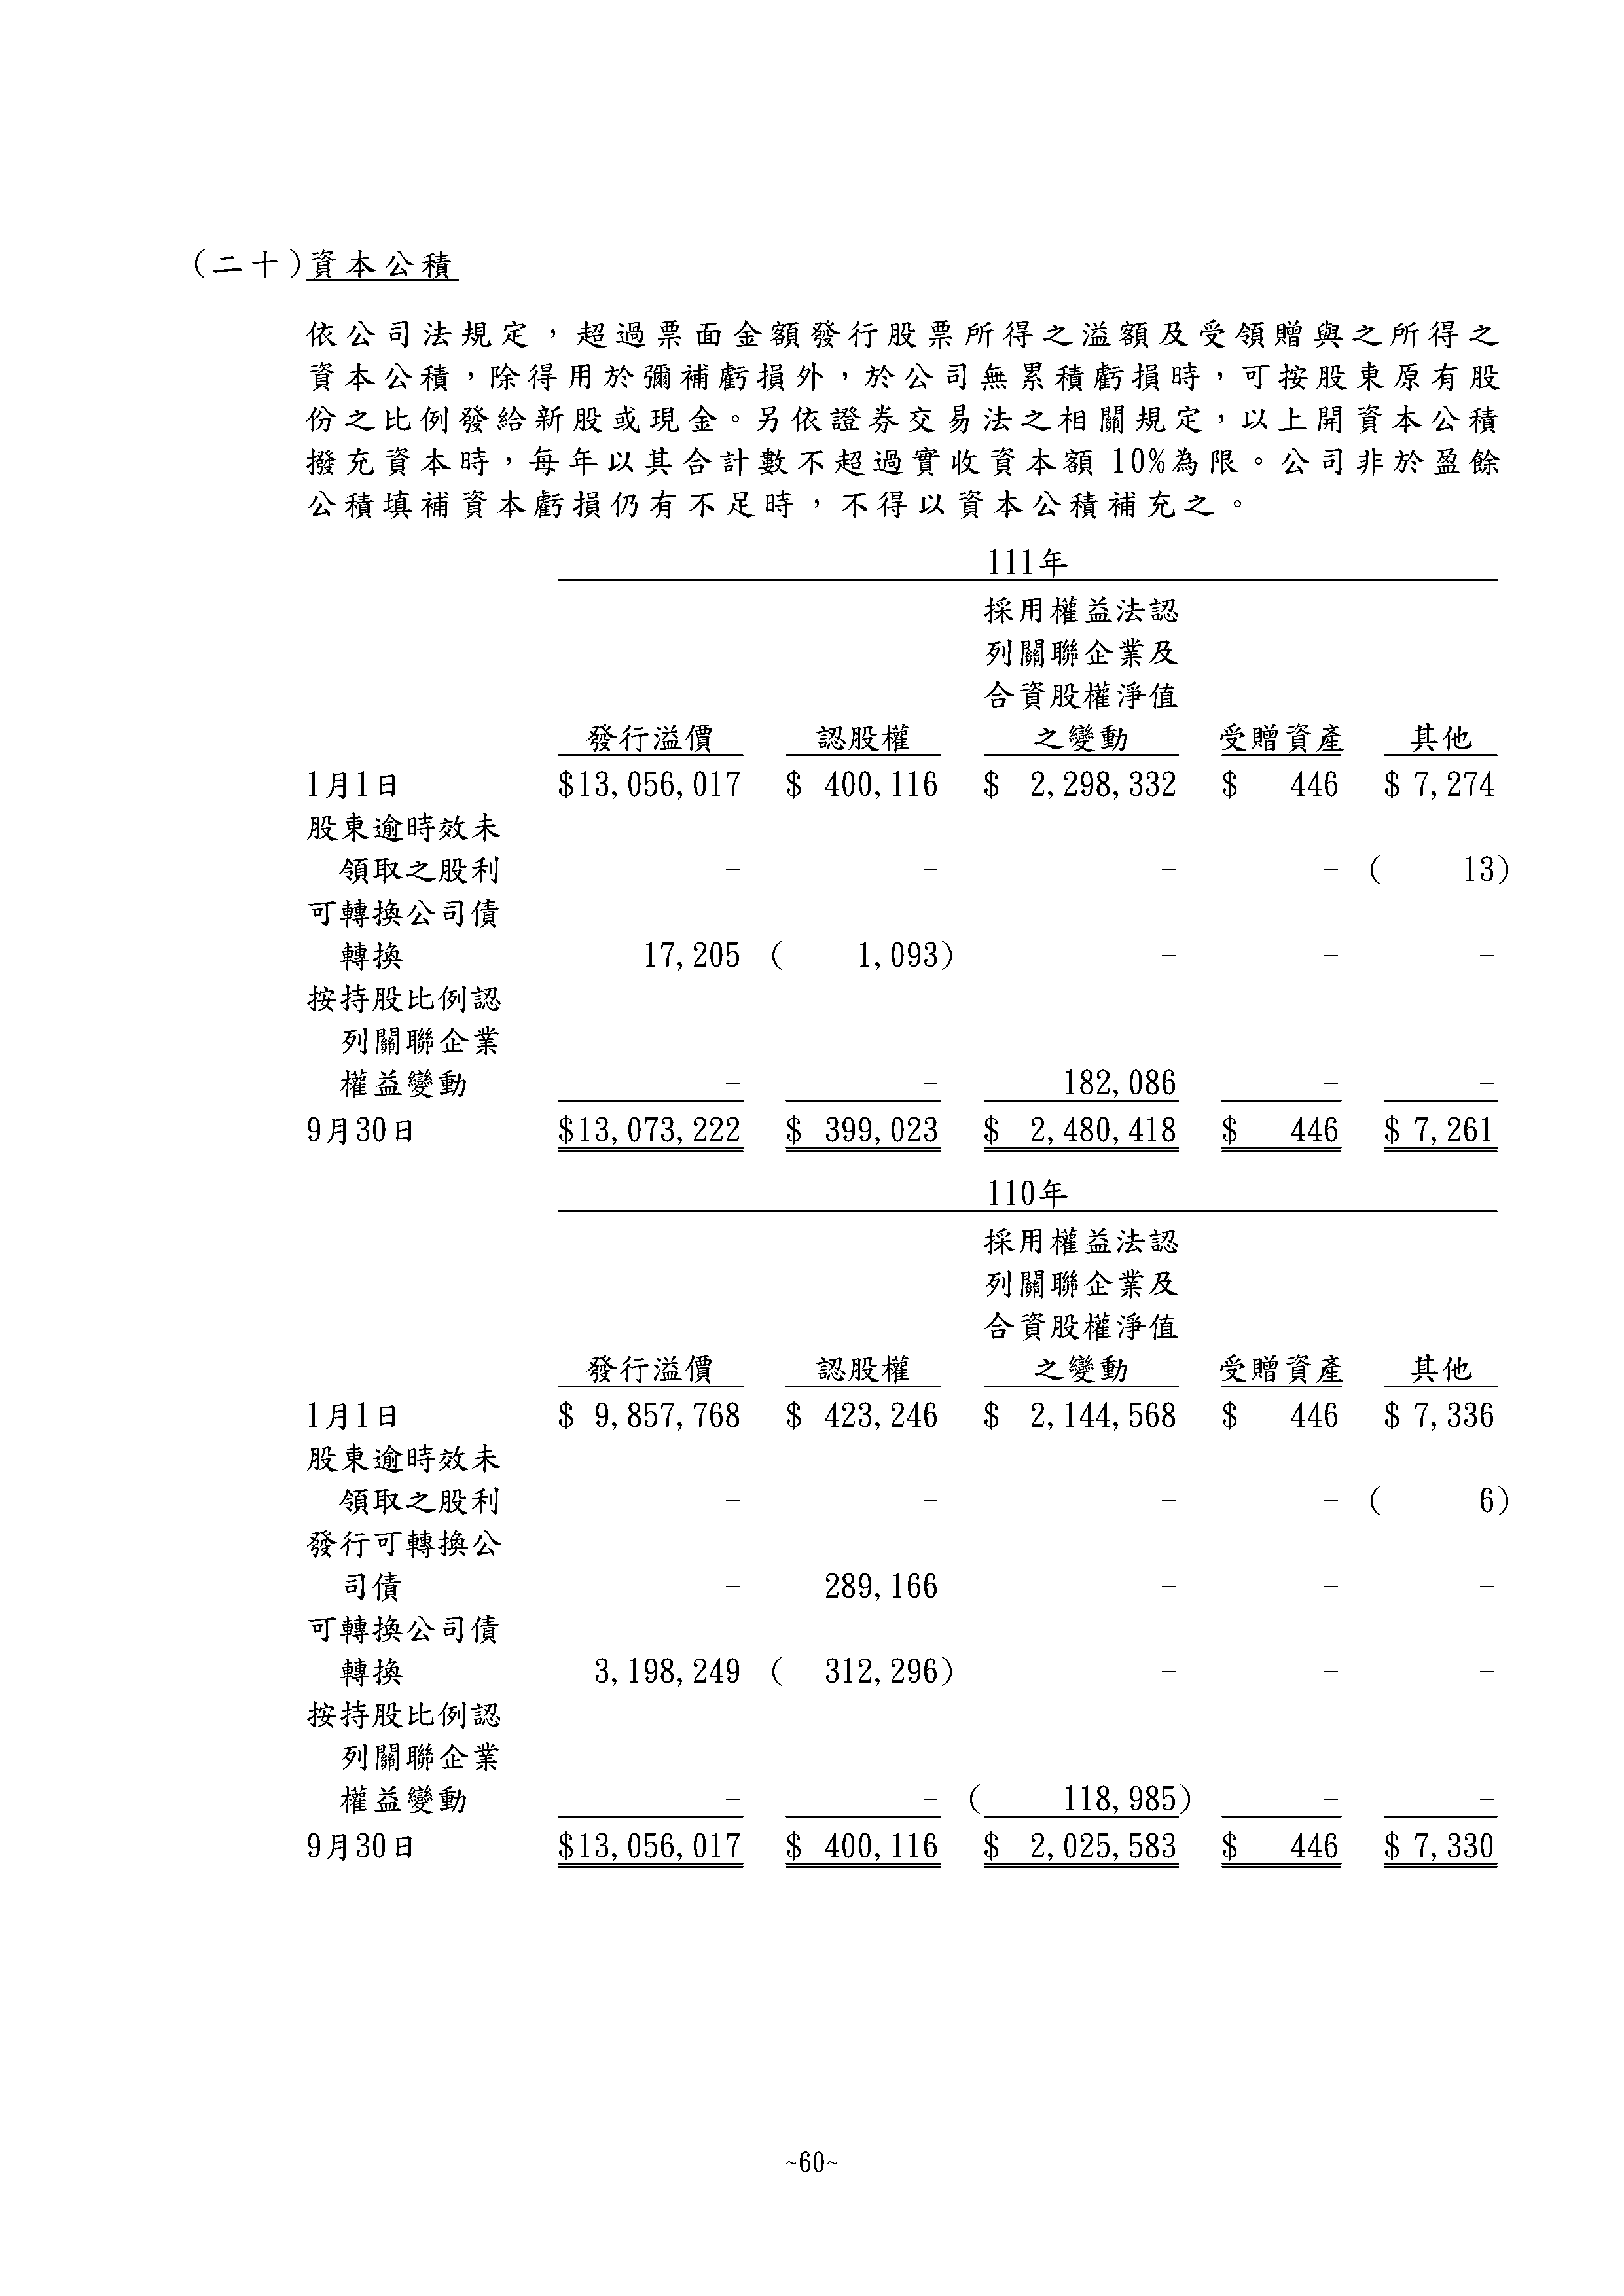 (二十)資本公積
依公司法規定，超過票面金額發行股票所得之溢額及受領贈與之所得之
資本公積，除得用於彌補虧損外，於公司無累積虧損時，可按股東原有股
份之比例發給新股或現金。另依證券交易法之相關規定，以上開資本公積
撥充資本時，每年以其合計數不超過實收資本額 10%為限。公司非於盈餘
公積填補資本虧損仍有不足時，不得以資本公積補充之。
111年
採用權益法認
列關聯企業及
合資股權淨值
發行溢價 認股權 之變動 受贈資產 其他
1月1日 $13,056,017 $ 400,116 $ 2,298,332 $ 446 $ 7,274
股東逾時效未
領取之股利 - - - - ( 13)
可轉換公司債
轉換 17,205 ( 1,093) - - -
按持股比例認
列關聯企業
權益變動 - - 182,086 - -
9月30日 $13,073,222 $ 399,023 $ 2,480,418 $ 446 $ 7,261
110年
採用權益法認
列關聯企業及
合資股權淨值
發行溢價 認股權 之變動 受贈資產 其他
1月1日 $ 9,857,768 $ 423,246 $ 2,144,568 $ 446 $ 7,336
股東逾時效未
領取之股利 - - - - ( 6)
發行可轉換公
司債 - 289,166 - - -
可轉換公司債
轉換 3,198,249 ( 312,296) - - -
按持股比例認
列關聯企業
權益變動 - - ( 118,985) - -
9月30日 $13,056,017 $ 400,116 $ 2,025,583 $ 446 $ 7,330
~60~